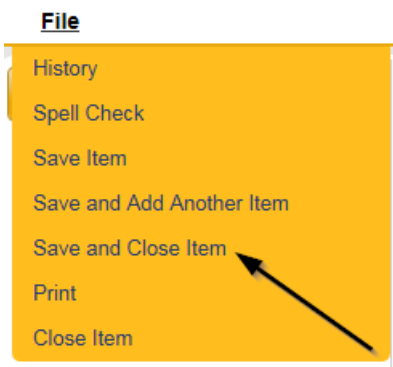 File
History
Spell Check
Save Item
Save and Add Another Item
Save and Close Item
Print
Close Item